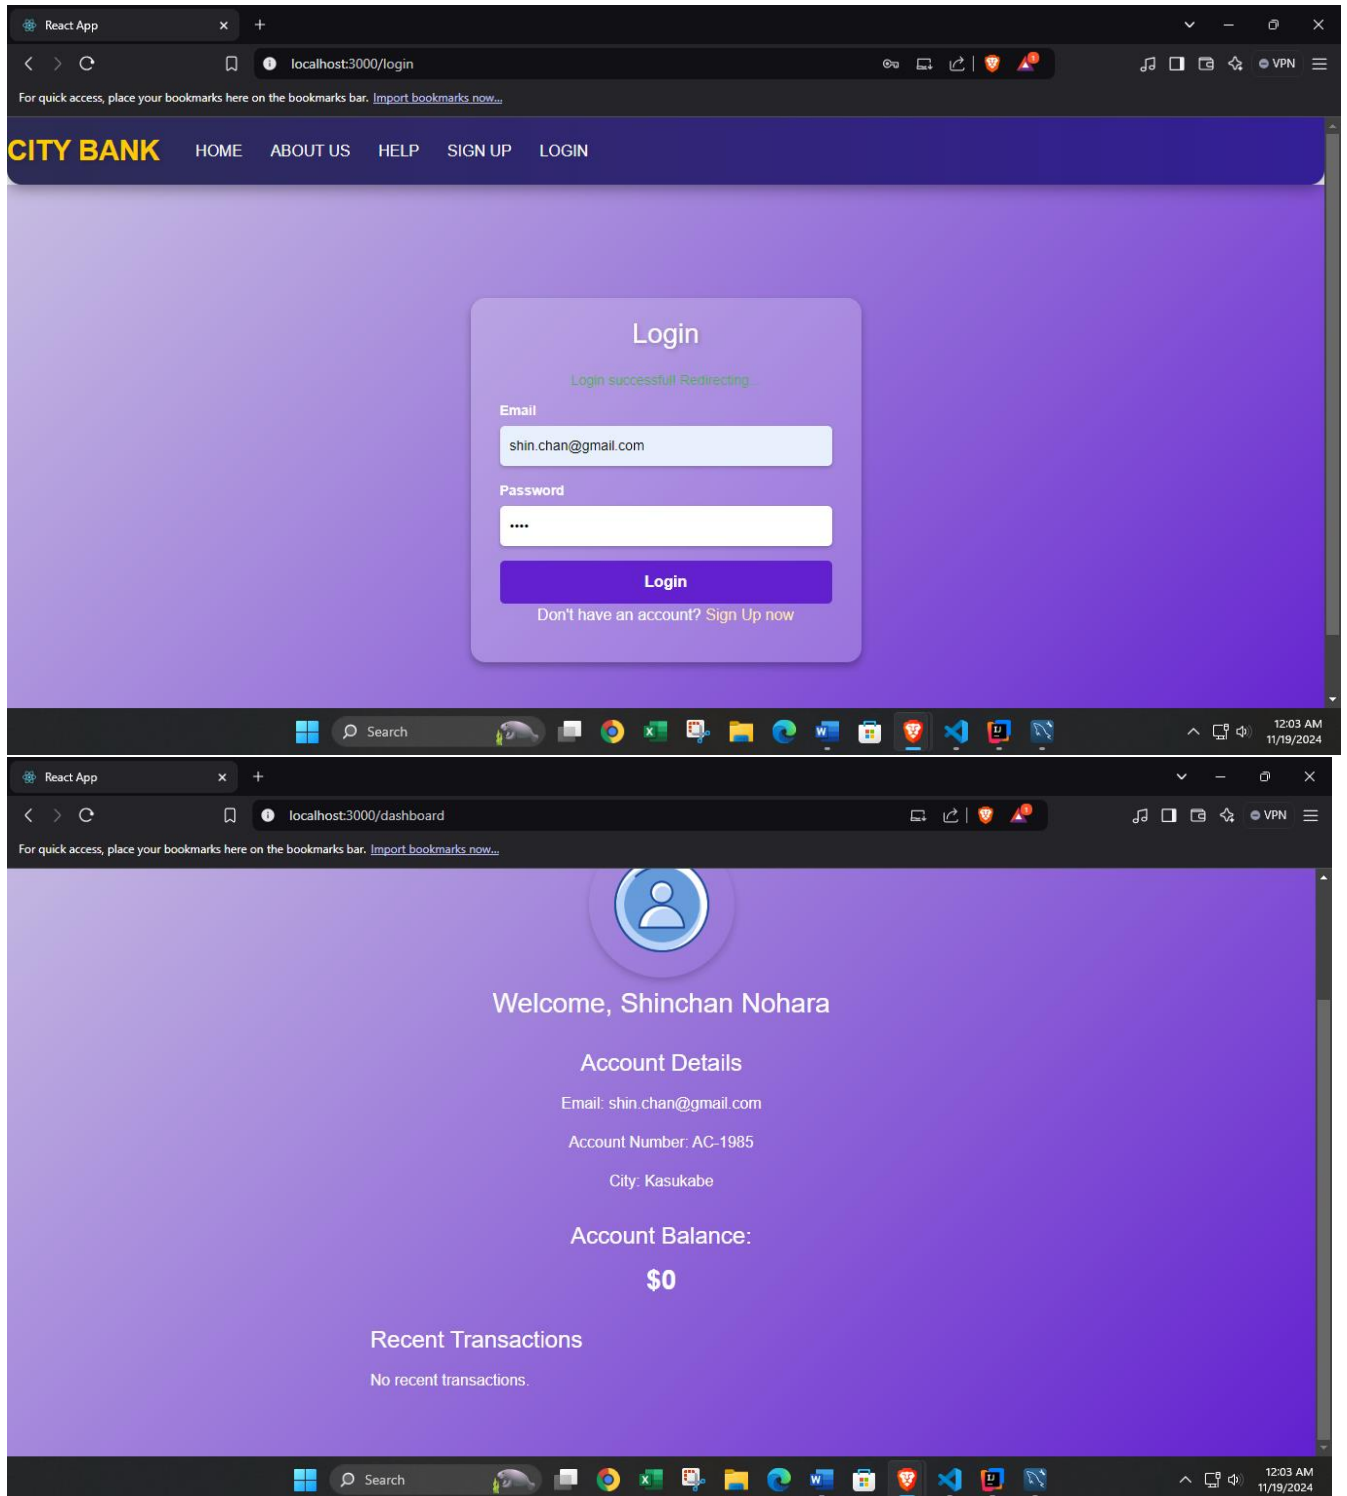 React App
localhost:3000/login
VPN
For quick access, place your bookmarks here on the bookmarks bar. Import bookmarks now...
CITY BANK HOME ABOUT US HELP SIGN UP LOGIN
Login
Login successful! Redirecting...
Email
shin.chan@gmail.com
Password
Login
Don't have an account? Sign Up now
Search
12:03 AM
11/19/2024
React App
localhost:3000/dashboard
VPN
For quick access, place your bookmarks here on the bookmarks bar. Import bookmarks now...
Welcome, Shinchan Nohara
Account Details
Email: shin.chan@gmail.com
Account Number: AC-1985
City: Kasukabe
Account Balance:
$0
Recent Transactions
No recent transactions.
Search
12:03 AM
11/19/2024